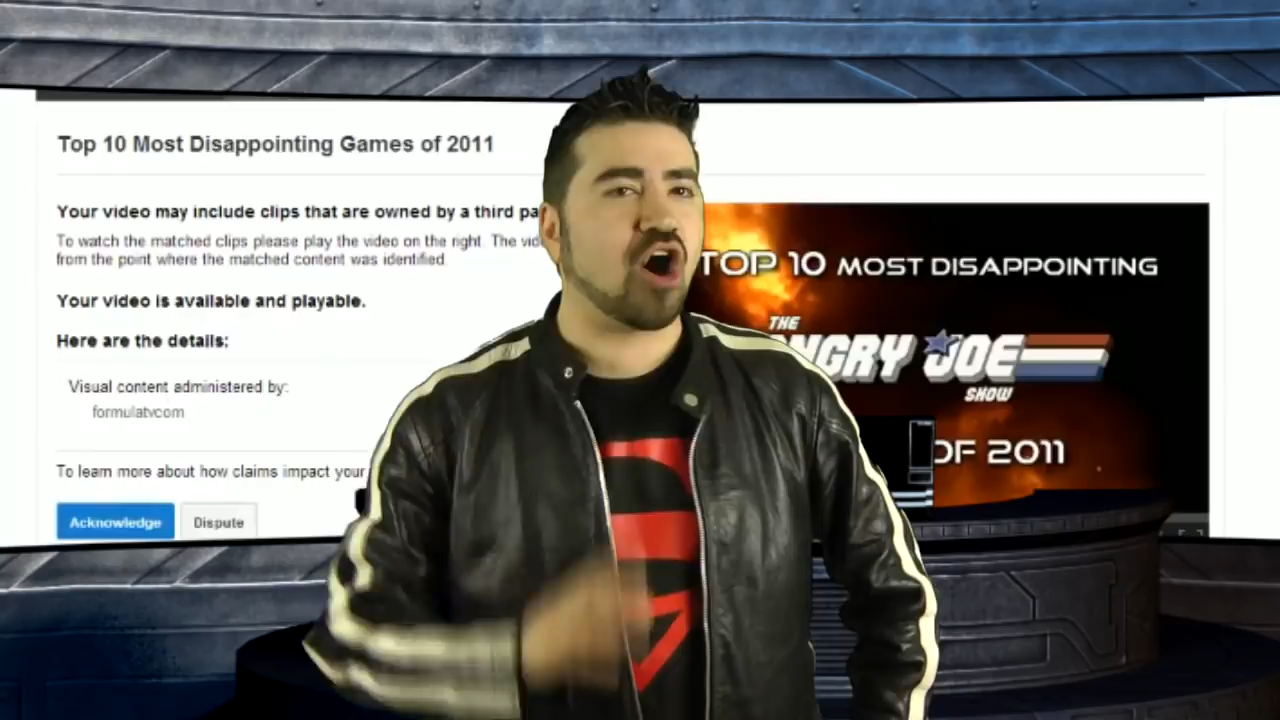 Top 10 Most Disappointing Games of 2011
Your video may include clips that are owned by a third pa
To watch the matched clips please play the video on the right. The vid
from the point where the matched content was identified.
Your video is available and playable.
Here are the details:
Visual content administered by:
formulatvcom
To learn more about how claims impact your
Acknowledge Dispute
TOP 10 MOST DISAPPOINTING
THE
NGRY JOE
SHOW
OF 2011